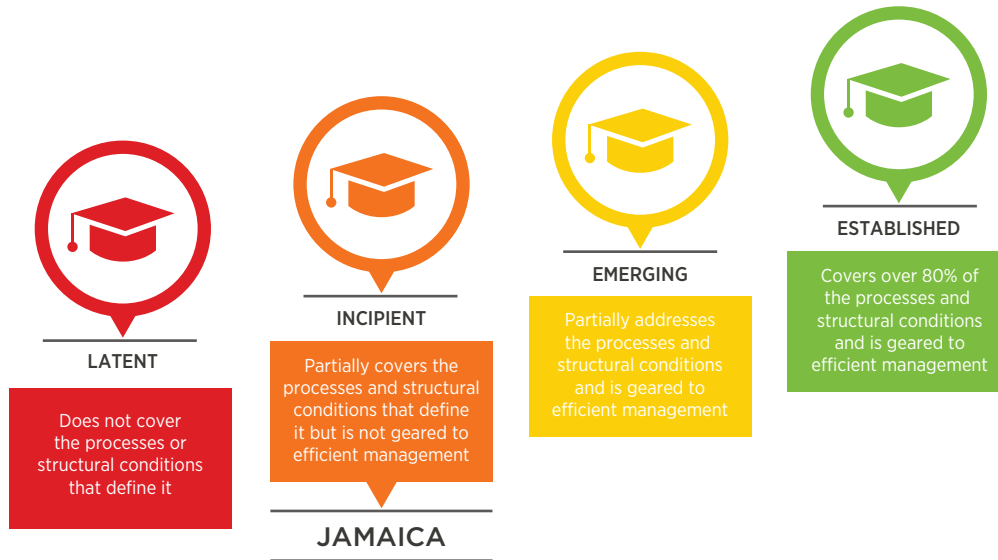 LATENT
Does not cover
the processes or
structural conditions
that define it
INCIPIENT
Partially covers the
processes and structural
conditions that define
it but is not geared to
efficient management
JAMAICA
EMERGING
Partially addresses
the processes and
structural conditions
and is geared to
efficient management
ESTABLISHED
Covers over 80% of
the processes and
structural conditions
and is geared to
efficient management